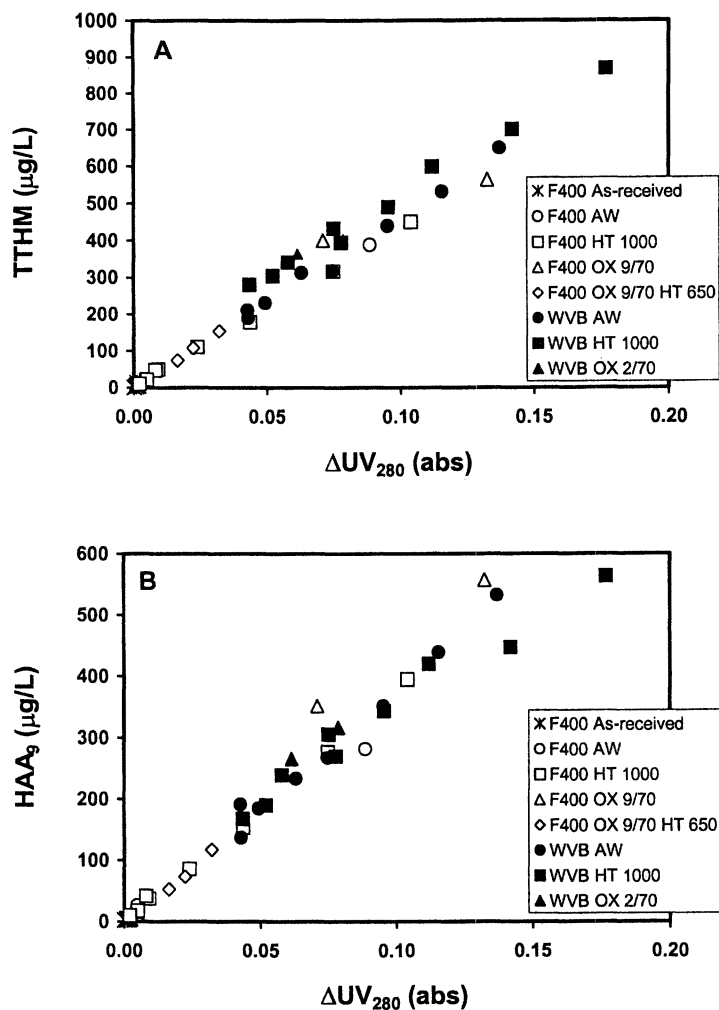 A
TTHM (µg/L)
1000
900
800
700
600
500
400
300
200
100
0
0.00 0.05 0.10 0.15 0.20
ΔUV280 (abs)
F400 As-received
F400 AW
F400 HT 1000
F400 OX 9/70
F400 OX 9/70 HT 650
WVB AW
WVB HT 1000
WVB OX 2/70
B
HAA9 (µg/L)
600
500
400
300
200
100
0
0.00 0.05 0.10 0.15 0.20
ΔUV280 (abs)
F400 As-received
F400 AW
F400 HT 1000
F400 OX 9/70
F400 OX 9/70 HT 650
WVB AW
WVB HT 1000
WVB OX 2/70